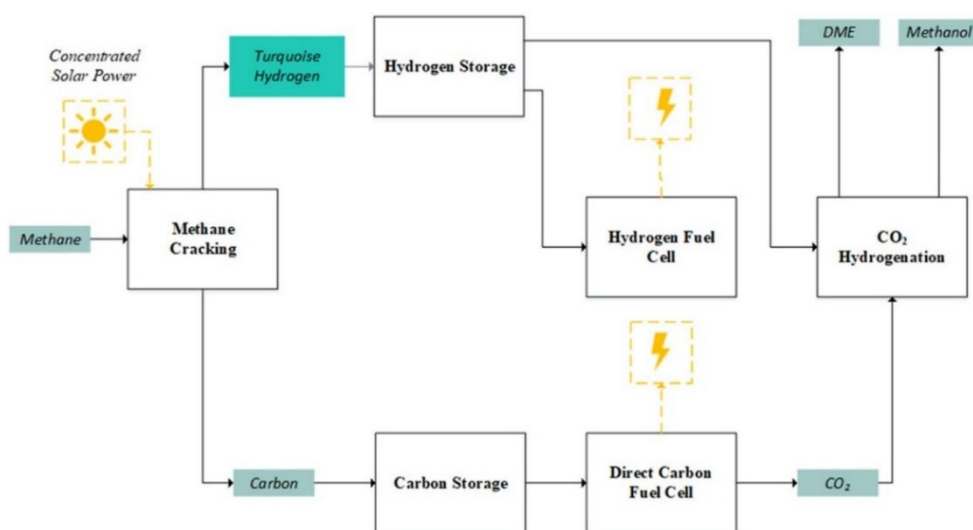 DME
Methanol
Concentrated
Solar Power
Turquoise
Hydrogen
Hydrogen Storage
Methane
Methane
Cracking
Hydrogen Fuel
Cell
CO₂
Hydrogenation
Carbon
Carbon Storage
Direct Carbon
Fuel Cell
CO₂